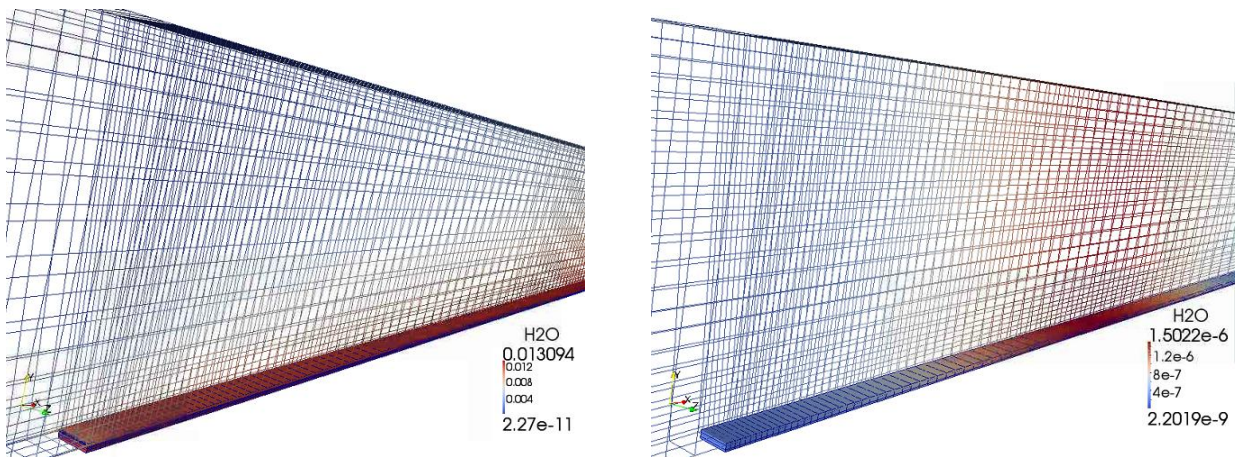 H2O
0.013094
0.012
0.008
0.004
2.27e-11
Y
X
Z
H2O
1.5022e-6
1.2e-6
8e-7
4e-7
2.2019e-9
Y
X
Z